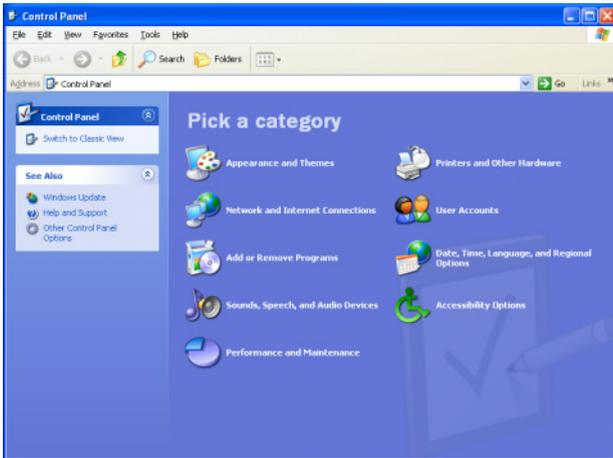 Control Panel
File Edit View Favorites Tools Help
Back Search Folders
Address Control Panel Go Links »
Control Panel
Switch to Classic View
See Also
Windows Update
Help and Support
Other Control Panel
Options
Pick a category
Appearance and Themes
Printers and Other Hardware
Network and Internet Connections
User Accounts
Add or Remove Programs
Date, Time, Language, and Regional
Options
Sounds, Speech, and Audio Devices
Accessibility Options
Performance and Maintenance